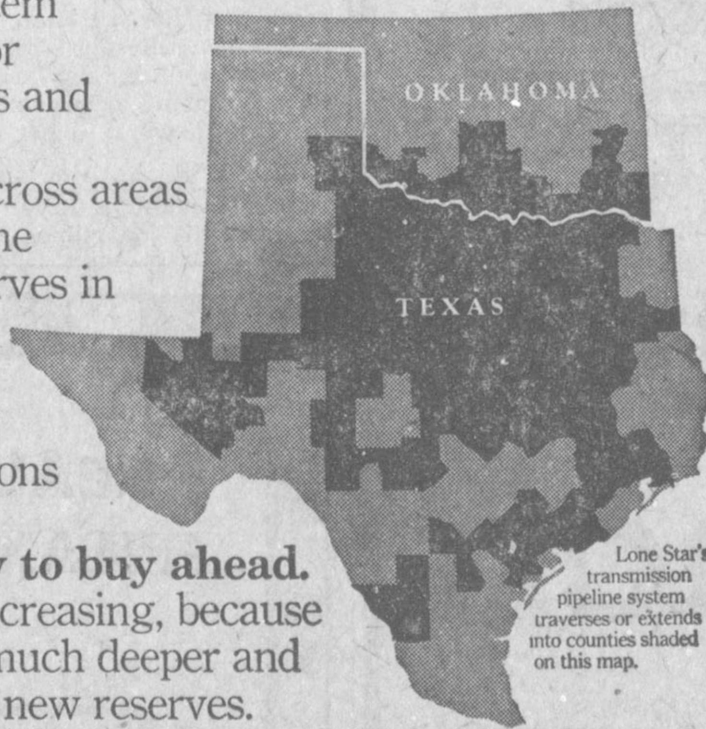 tem
or
s and
cross areas
ne
rves in
ons
y to buy ahead.
creasing, because
much deeper and
new reserves.
OKLAHOMA
TEXAS
Lone Star's
transmission
pipeline system
traverses or extends
into counties shaded
on this map.